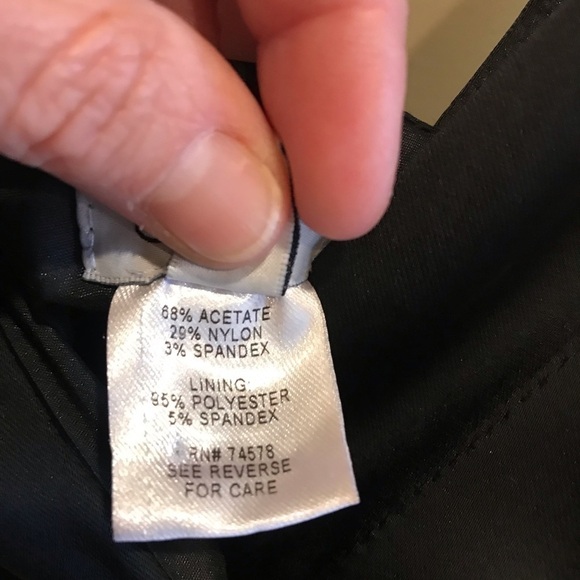 68% ACETATE
29% NYLON
3% SPANDEX
LINING:
95% POLYESTER
5% SPANDEX
RN# 74578
SEE REVERSE
FOR CARE